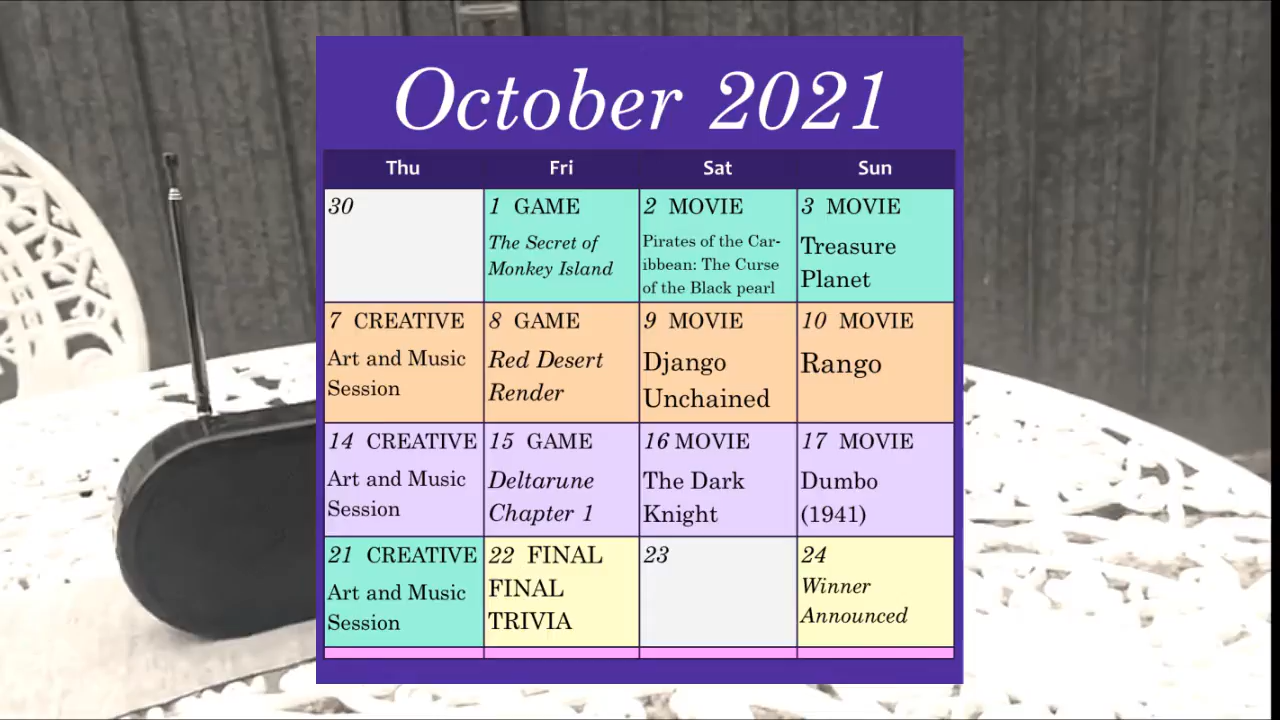 October 2021
Thu Fri Sat Sun
30
1 GAME
The Secret of
Monkey Island
2 MOVIE
Pirates of the Car-
ibbean: The Curse
of the Black pearl
3 MOVIE
Treasure
Planet
7 CREATIVE
Art and Music
Session
8 GAME
Red Desert
Render
9 MOVIE
Django
Unchained
10 MOVIE
Rango
14 CREATIVE
Art and Music
Session
15 GAME
Deltarune
Chapter 1
16 MOVIE
The Dark
Knight
17 MOVIE
Dumbo
(1941)
21 CREATIVE
Art and Music
Session
22 FINAL
FINAL
TRIVIA
23
24
Winner
Announced